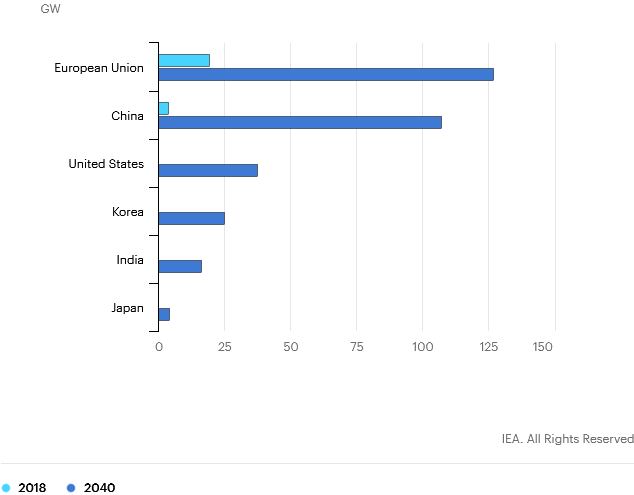 GW
European Union
China
United States
Korea
India
Japan
0 25 50 75 100 125 150
IEA. All Rights Reserved
2018 2040